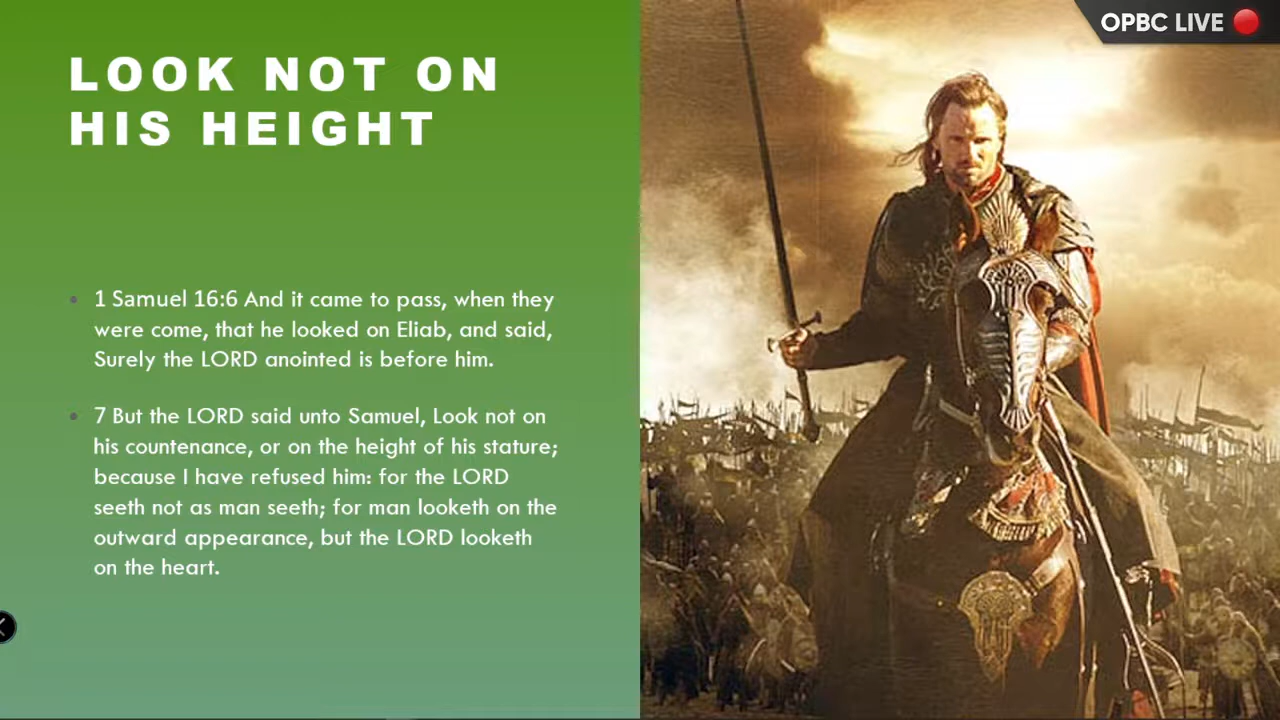 OPBC LIVE
LOOK NOT ON
HIS HEIGHT
1 Samuel 16:6 And it came to pass, when they
were come, that he looked on Eliab, and said,
Surely the LORD anointed is before him.
7 But the LORD said unto Samuel, Look not on
his countenance, or on the height of his stature;
because I have refused him: for the LORD
seeth not as man seeth; for man looketh on the
outward appearance, but the LORD looketh
on the heart.